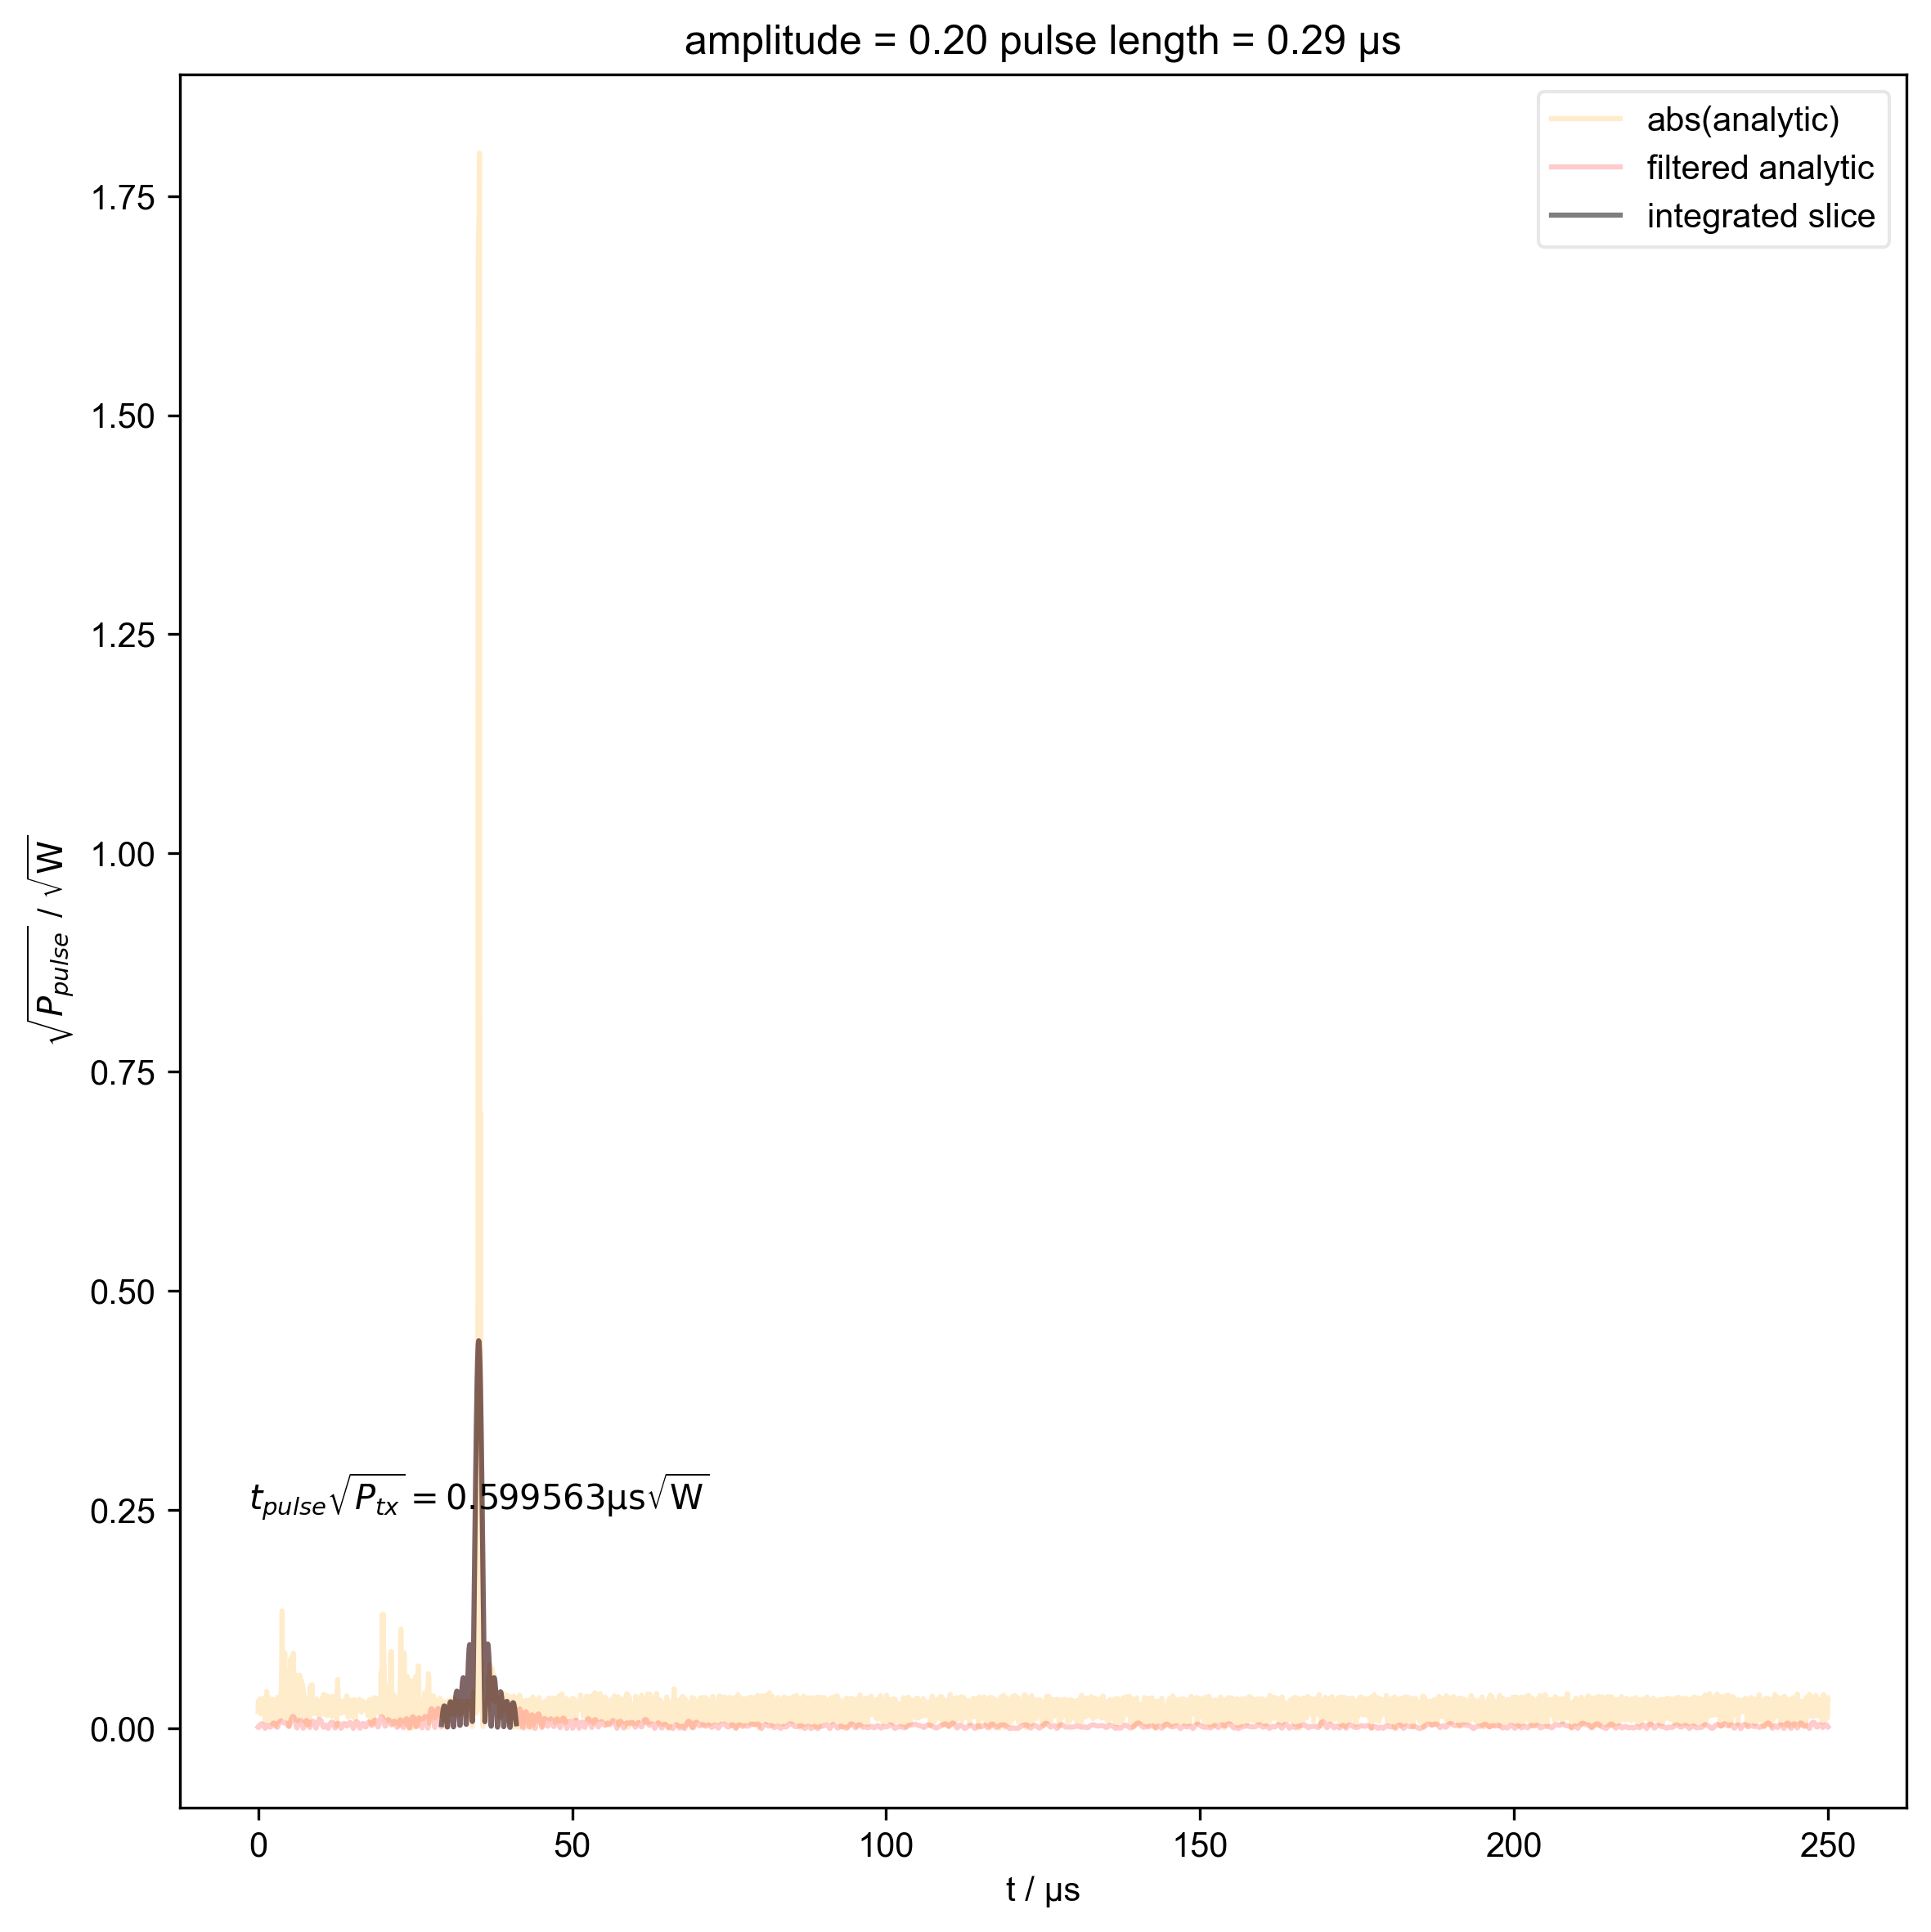 amplitude = 0.20 pulse length = 0.29 µs
abs(analytic)
filtered analytic
integrated slice
√P_pulse / √W
1.75
1.50
1.25
1.00
0.75
0.50
0.25
0.00
t_pulse√P_tx = 0.599563µs√W
0 50 100 150 200 250
t / µs